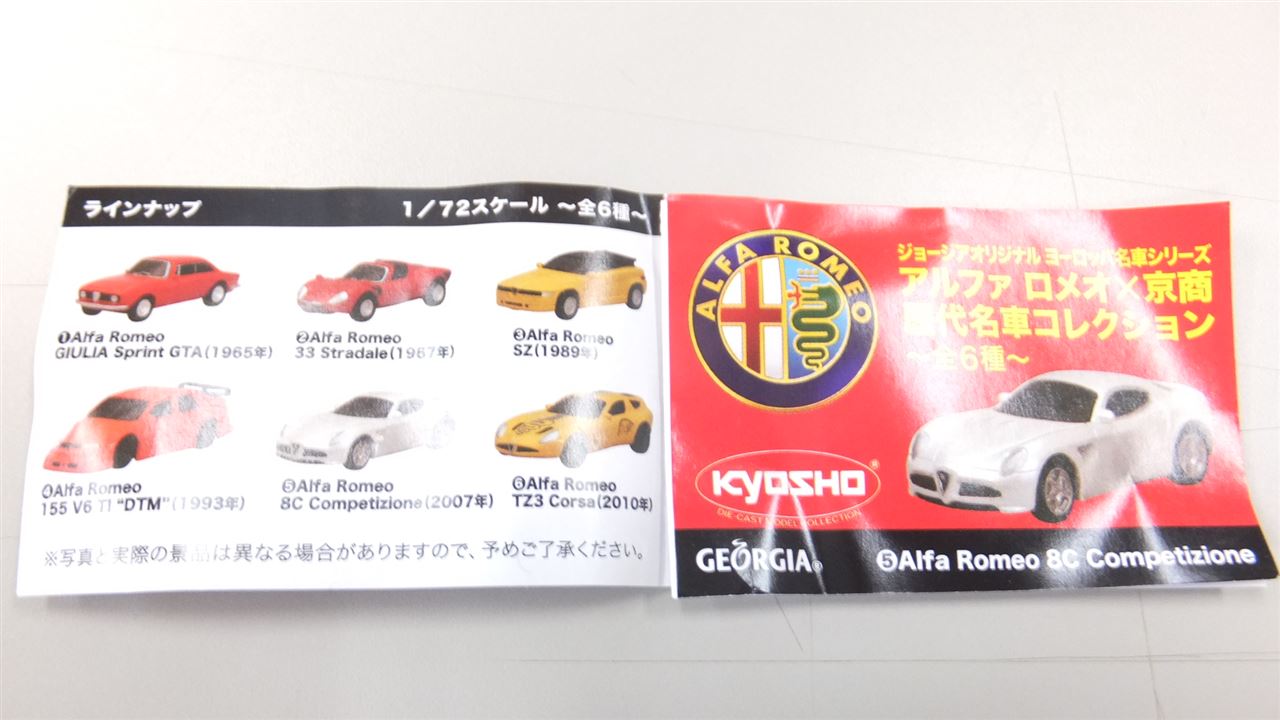 ラインナップ 1/72スケール ～全6種～
❶Alfa Romeo
GIULIA Sprint GTA(1965年)
❷Alfa Romeo
33 Stradale(1967年)
❸Alfa Romeo
SZ(1989年)
❹Alfa Romeo
155 V6 TI “DTM”(1993年)
❺Alfa Romeo
8C Competizione(2007年)
❻Alfa Romeo
TZ3 Corsa(2010年)
※写真と実際の景品は異なる場合がありますので、予めご了承ください。
ALFA ROMEO
ジョージアオリジナル ヨーロッパ名車シリーズ
アルファ ロメオ×京商
歴代名車コレクション
～全6種～
KYOSHO®
DIE-CAST MODEL COLLECTION
GEORGIA®
❺Alfa Romeo 8C Competizione